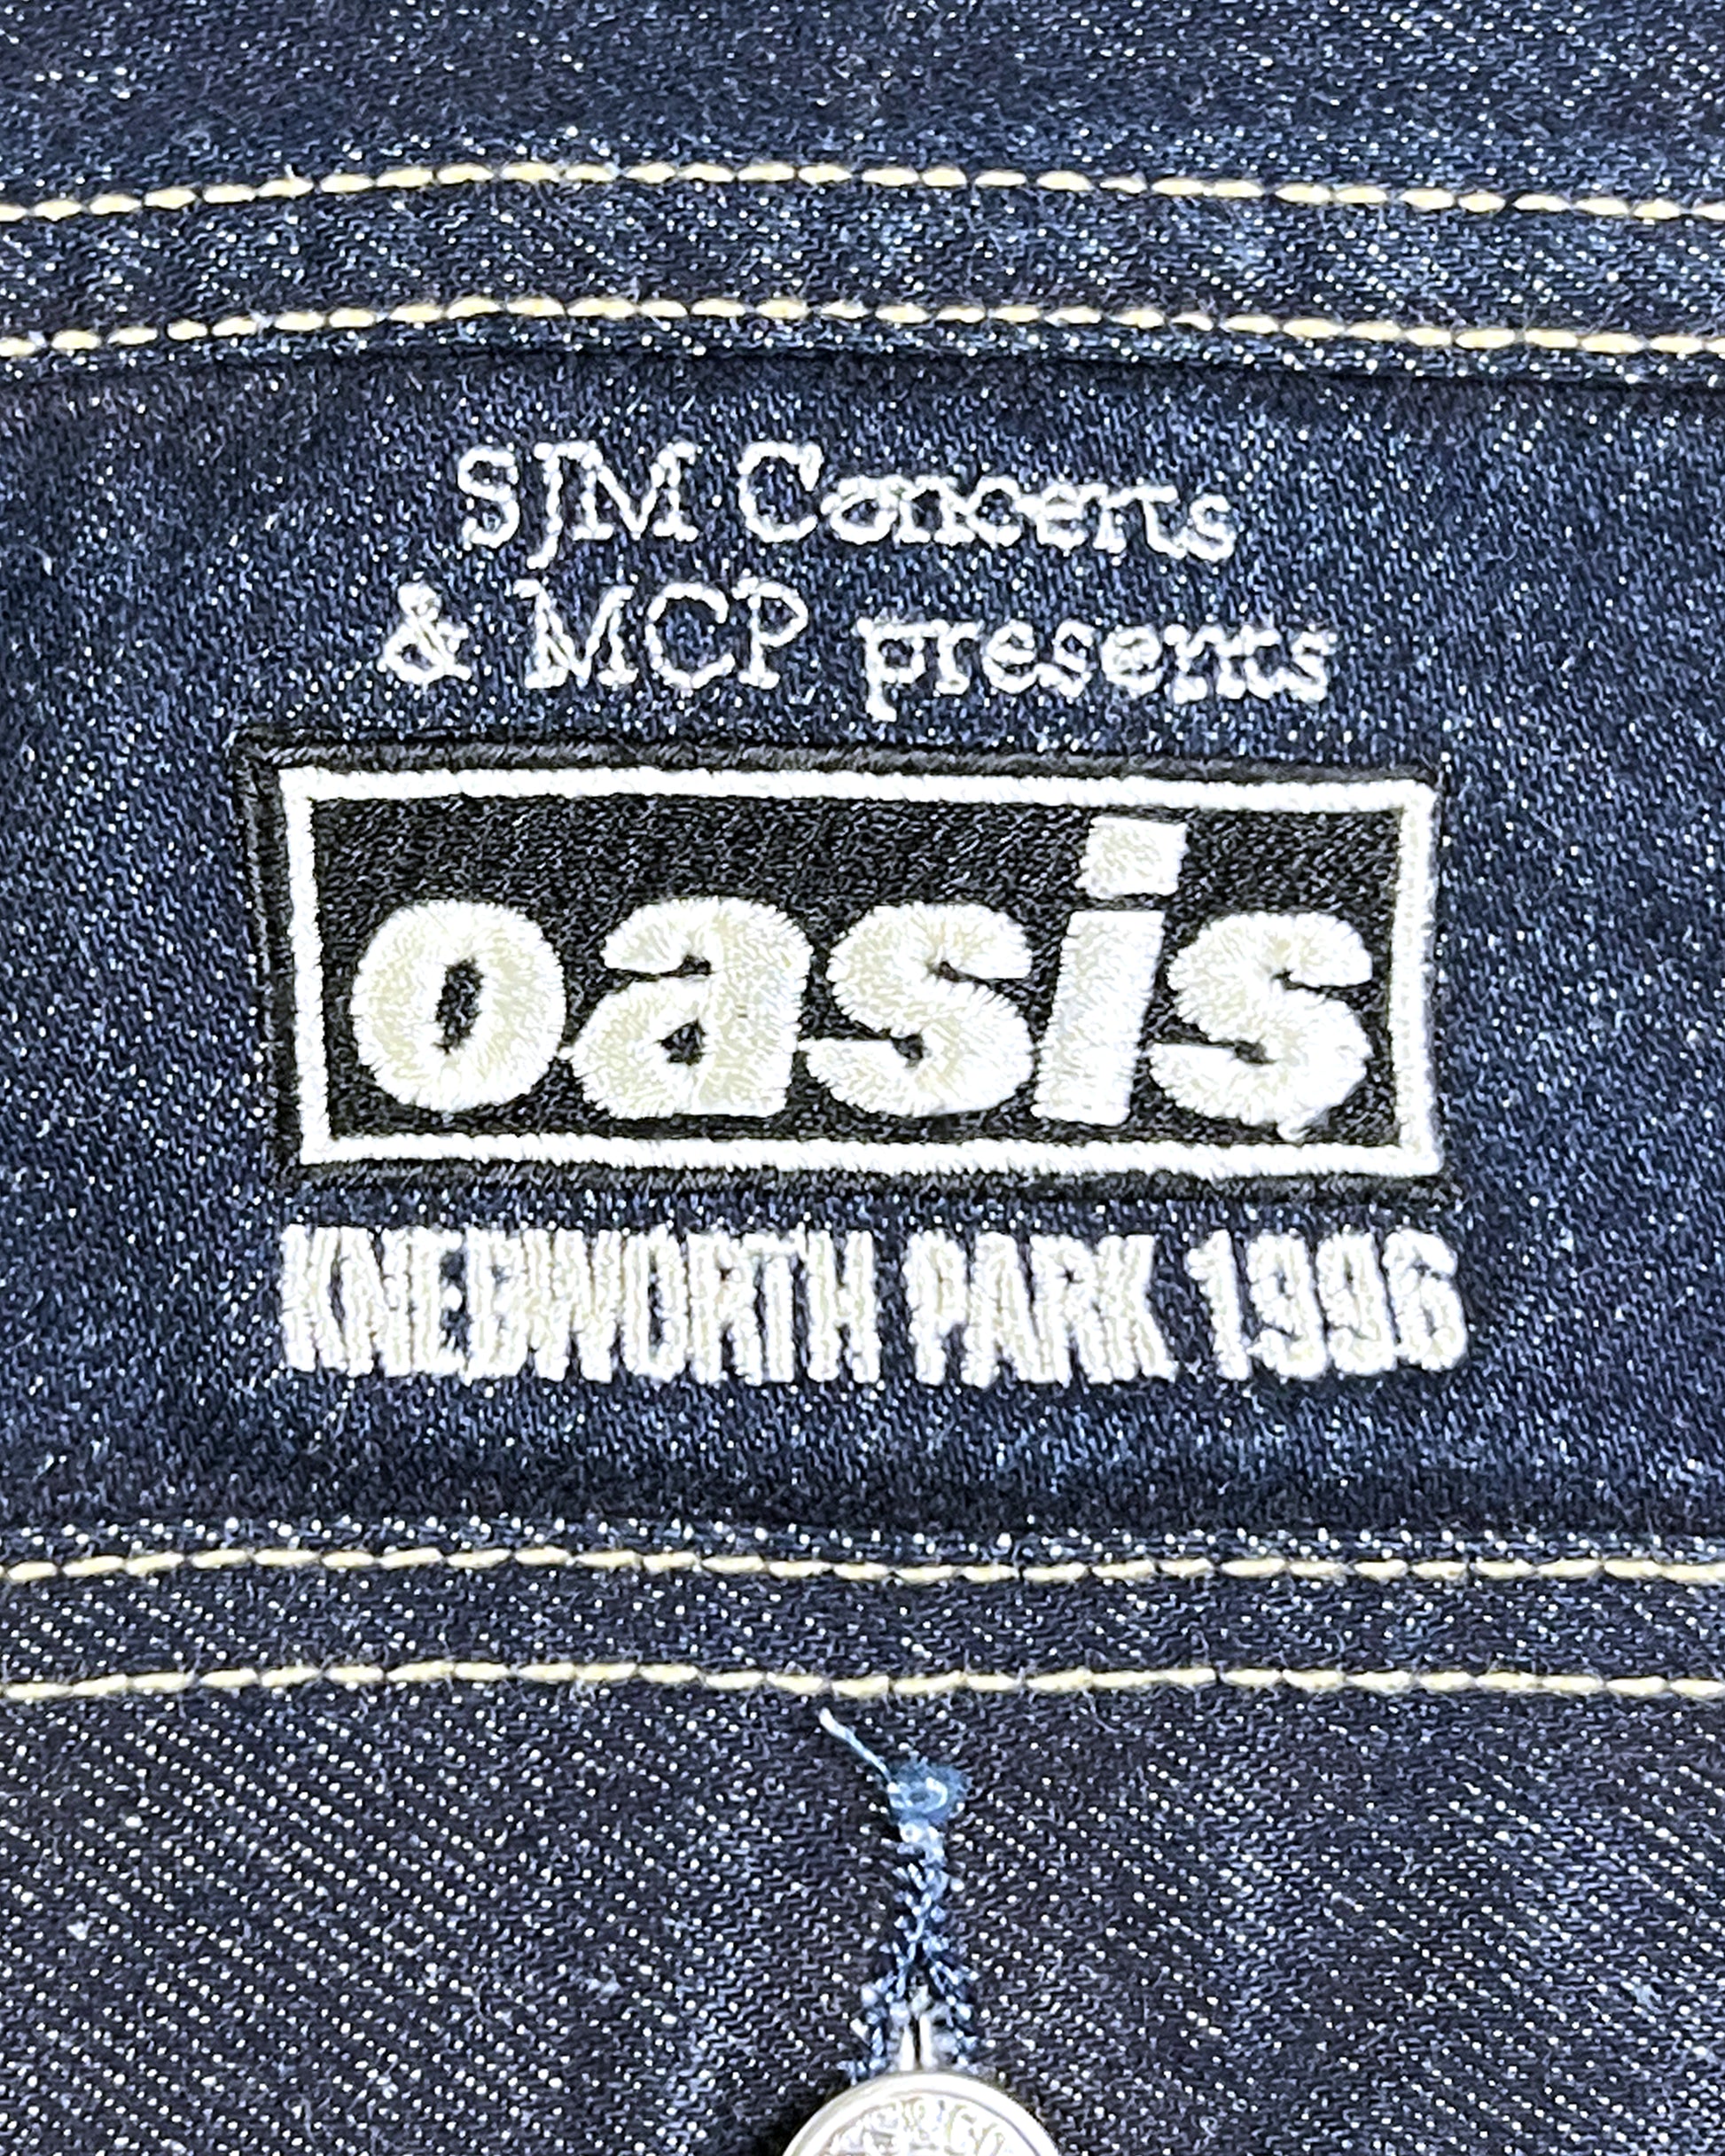 SJM Concerts
& MCP presents
oasis
KNEBWORTH PARK 1996